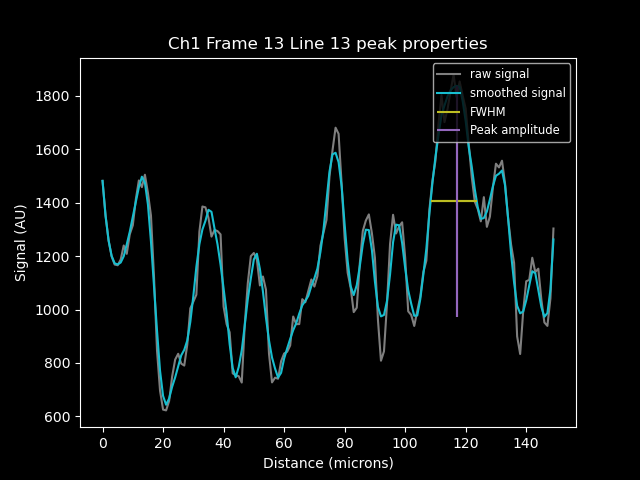 Ch1 Frame 13 Line 13 peak properties
raw signal
smoothed signal
FWHM
Peak amplitude
1800
1600
1400
1200
1000
800
600
Signal (AU)
0 20 40 60 80 100 120 140
Distance (microns)